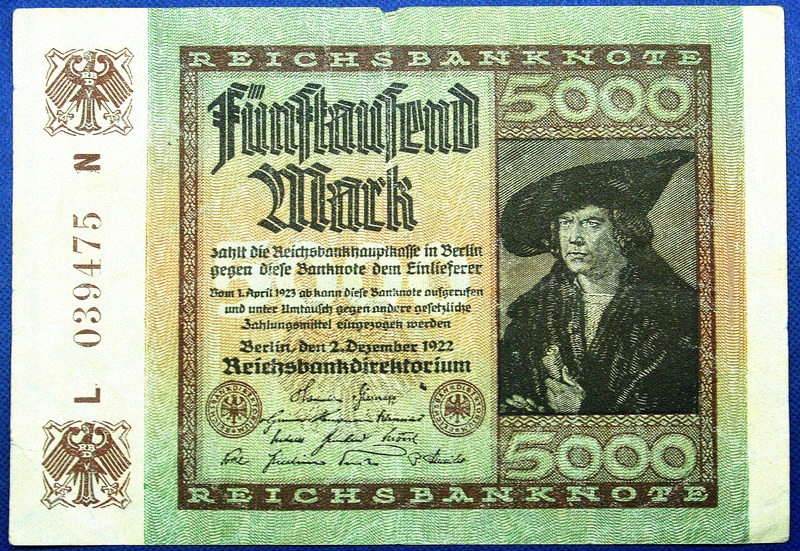 REICHSBANKNOTE
Fünftausend
Mark
5000
zahlt die Reichsbankhauptkasse in Berlin
gegen diese Banknote dem Einlieferer
Vom 1. April 1923 ab kann diese Banknote aufgerufen
und unter Umtausch gegen andere gesetzliche
Zahlungsmittel eingezogen werden
Berlin, den 2. Dezember 1922
Reichsbankdirektorium
5000
REICHSBANKNOTE
L 039475 N
RB
D
RB
D